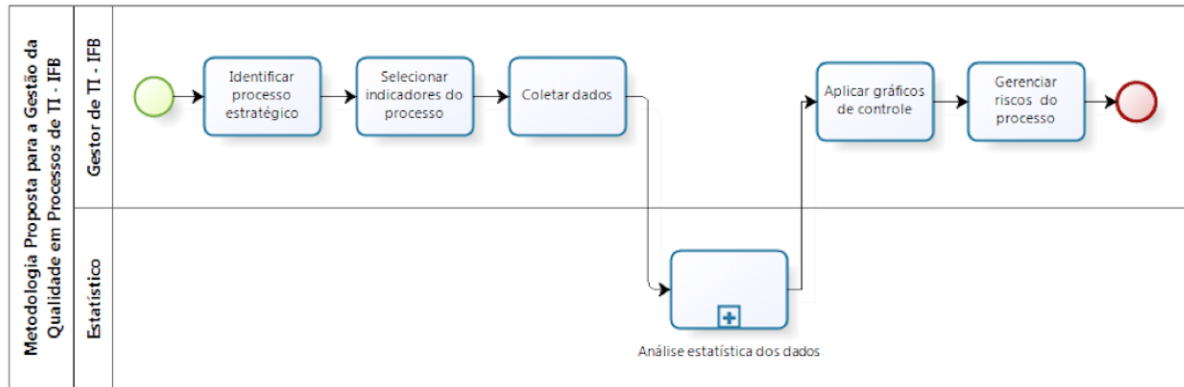 Metodologia Proposta para a Gestão da
Qualidade em Processos de TI - IFB
Gestor de TI - IFB
Identificar
processo
estratégico
Selecionar
indicadores do
processo
Coletar dados
Aplicar gráficos
de controle
Gerenciar
riscos do
processo
Estatístico
Análise estatística dos dados